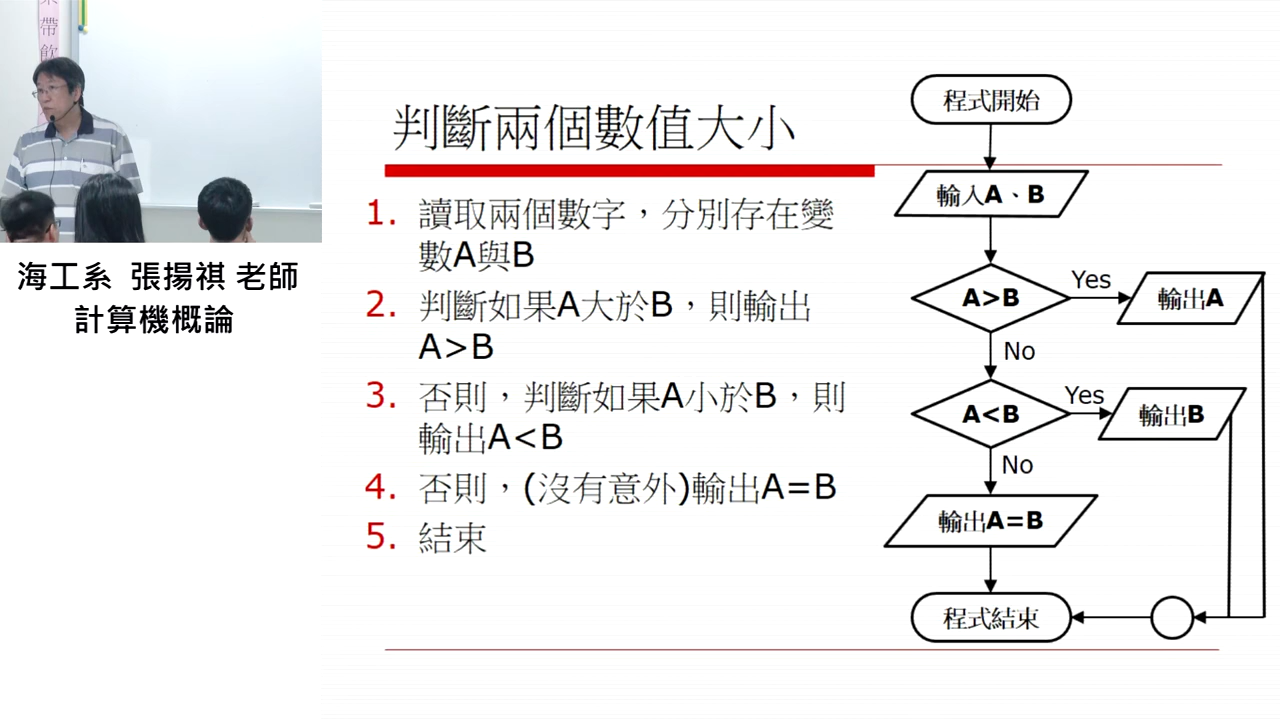 帶飲
海工系 張揚祺 老師
計算機概論
判斷兩個數值大小
1. 讀取兩個數字，分別存在變
數A與B
2. 判斷如果A大於B，則輸出
A>B
3. 否則，判斷如果A小於B，則
輸出A<B
4. 否則，(沒有意外)輸出A=B
5. 結束
程式開始
輸入A、B
A>B
Yes
輸出A
No
A<B
Yes
輸出B
No
輸出A=B
程式結束